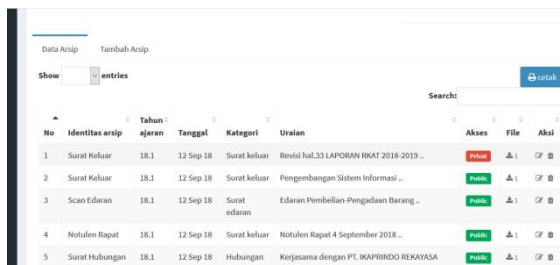 Data Arsip Tambah Arsip
Show entries cetak
Search:
No Identitas arsip Tahun ajaran Tanggal Kategori Uraian Akses File Aksi
1 Surat Keluar 18.1 12 Sep 18 Surat keluar Revisi hal.33 LAPORAN RKAT 2018-2019 .. Privat 1
2 Surat Keluar 18.1 12 Sep 18 Surat keluar Pengembangan Sistem Informasi .. Public 1
3 Scan Edaran 18.1 12 Sep 18 Surat edaran Edaran Pembelian-Pengadaan Barang .. Public 1
4 Notulen Rapat 18.1 12 Sep 18 Surat keluar Notulen Rapat 4 September 2018 .. Public 1
5 Surat Hubungan 18.1 12 Sep 18 Hubungan Kerjasama dengan PT. IKAPRINDO REKAYASA Public 1